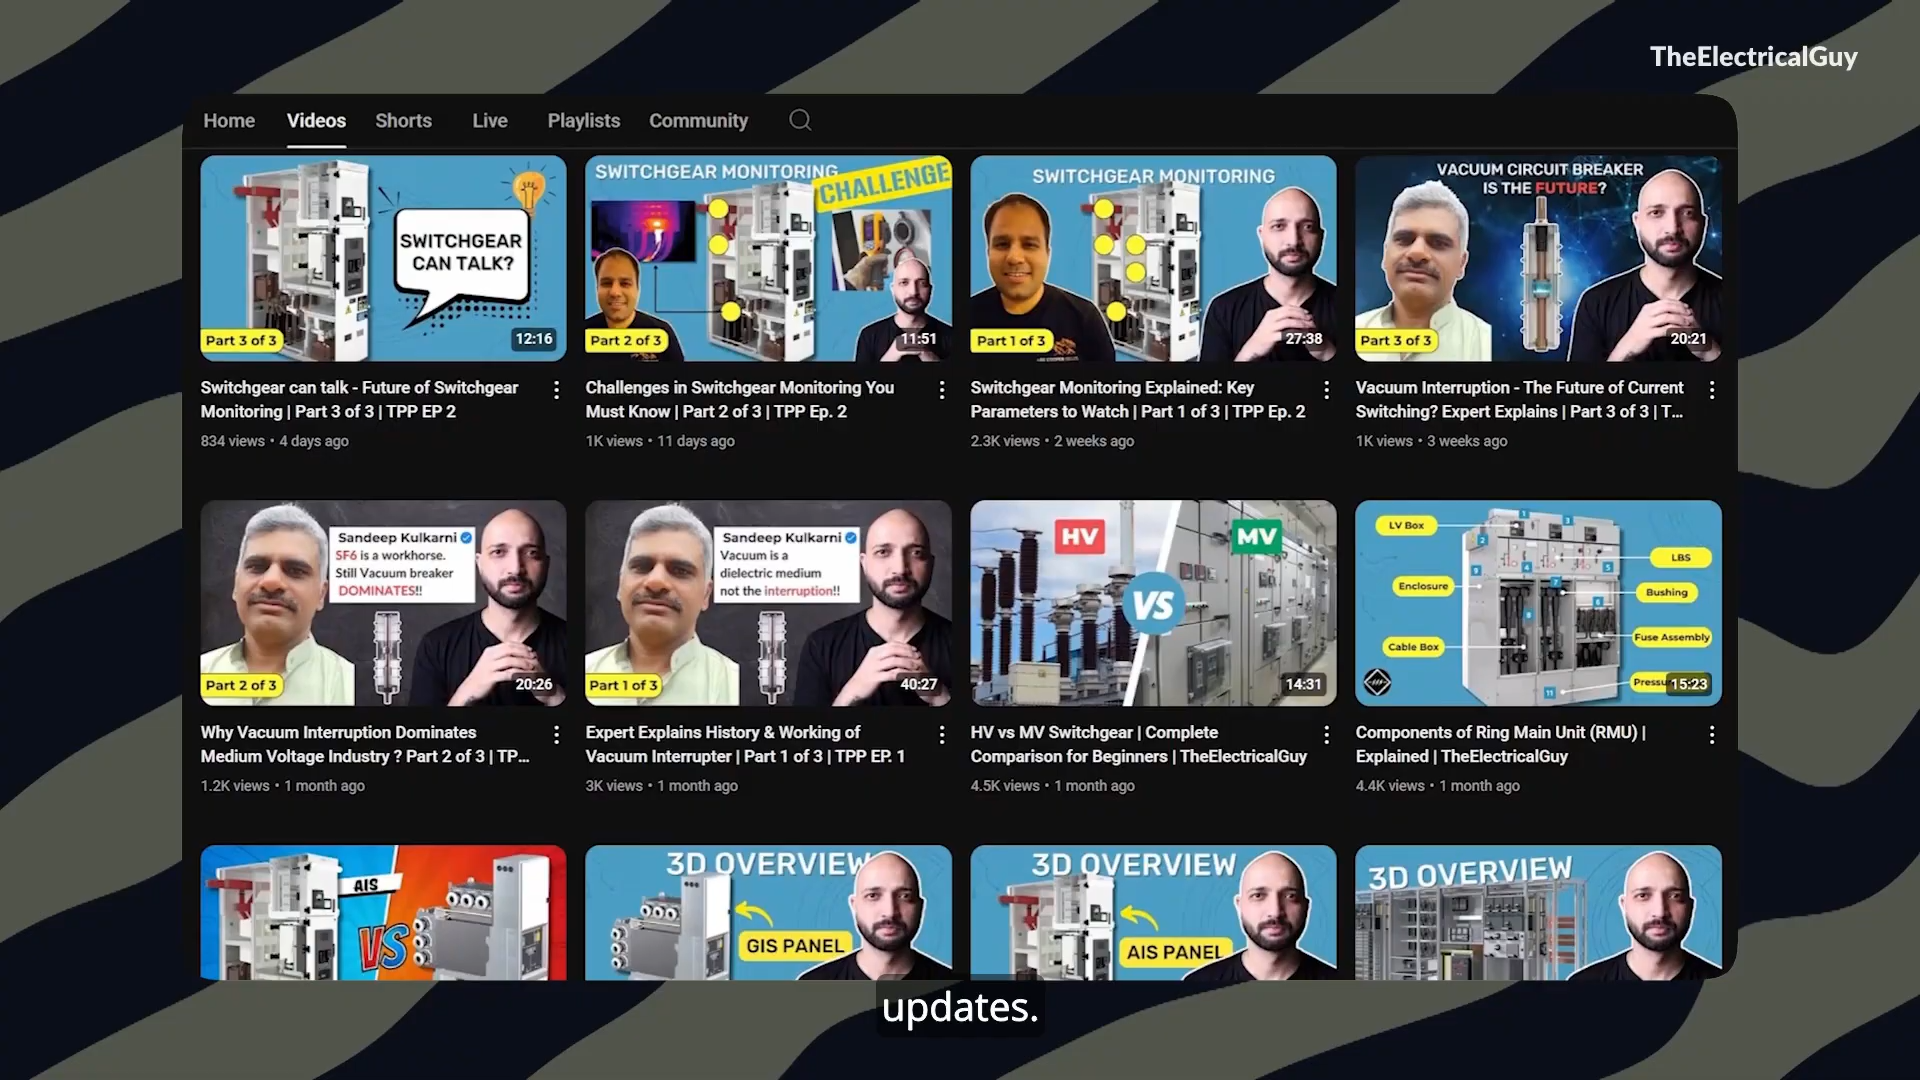 TheElectricalGuy
Home Videos Shorts Live Playlists Community
SWITCHGEAR
CAN TALK?
Part 3 of 3
12:16
Switchgear can talk - Future of Switchgear
Monitoring | Part 3 of 3 | TPP EP 2
834 views • 4 days ago
SWITCHGEAR MONITORING
CHALLENGE
Part 2 of 3
11:51
Challenges in Switchgear Monitoring You
Must Know | Part 2 of 3 | TPP Ep. 2
1K views • 11 days ago
SWITCHGEAR MONITORING
Part 1 of 3
27:38
Switchgear Monitoring Explained: Key
Parameters to Watch | Part 1 of 3 | TPP Ep. 2
2.3K views • 2 weeks ago
VACUUM CIRCUIT BREAKER
IS THE FUTURE?
Part 3 of 3
20:21
Vacuum Interruption - The Future of Current
Switching? Expert Explains | Part 3 of 3 | T...
1K views • 3 weeks ago
Sandeep Kulkarni
SF6 is a workhorse.
Still Vacuum breaker
DOMINATES!!
Part 2 of 3
20:26
Why Vacuum Interruption Dominates
Medium Voltage Industry ? Part 2 of 3 | TP...
1.2K views • 1 month ago
Sandeep Kulkarni
Vacuum is a
dielectric medium
not the interruption!!
Part 1 of 3
40:27
Expert Explains History & Working of
Vacuum Interrupter | Part 1 of 3 | TPP EP. 1
3K views • 1 month ago
HV
MV
VS
14:31
HV vs MV Switchgear | Complete
Comparison for Beginners | TheElectricalGuy
4.5K views • 1 month ago
LV Box
LBS
Enclosure
Bushing
Fuse Assembly
Cable Box
15:23
Components of Ring Main Unit (RMU) |
Explained | TheElectricalGuy
4.4K views • 1 month ago
AIS
VS
3D OVERVIEW
GIS PANEL
3D OVERVIEW
AIS PANEL
3D OVERVIEW
updates.